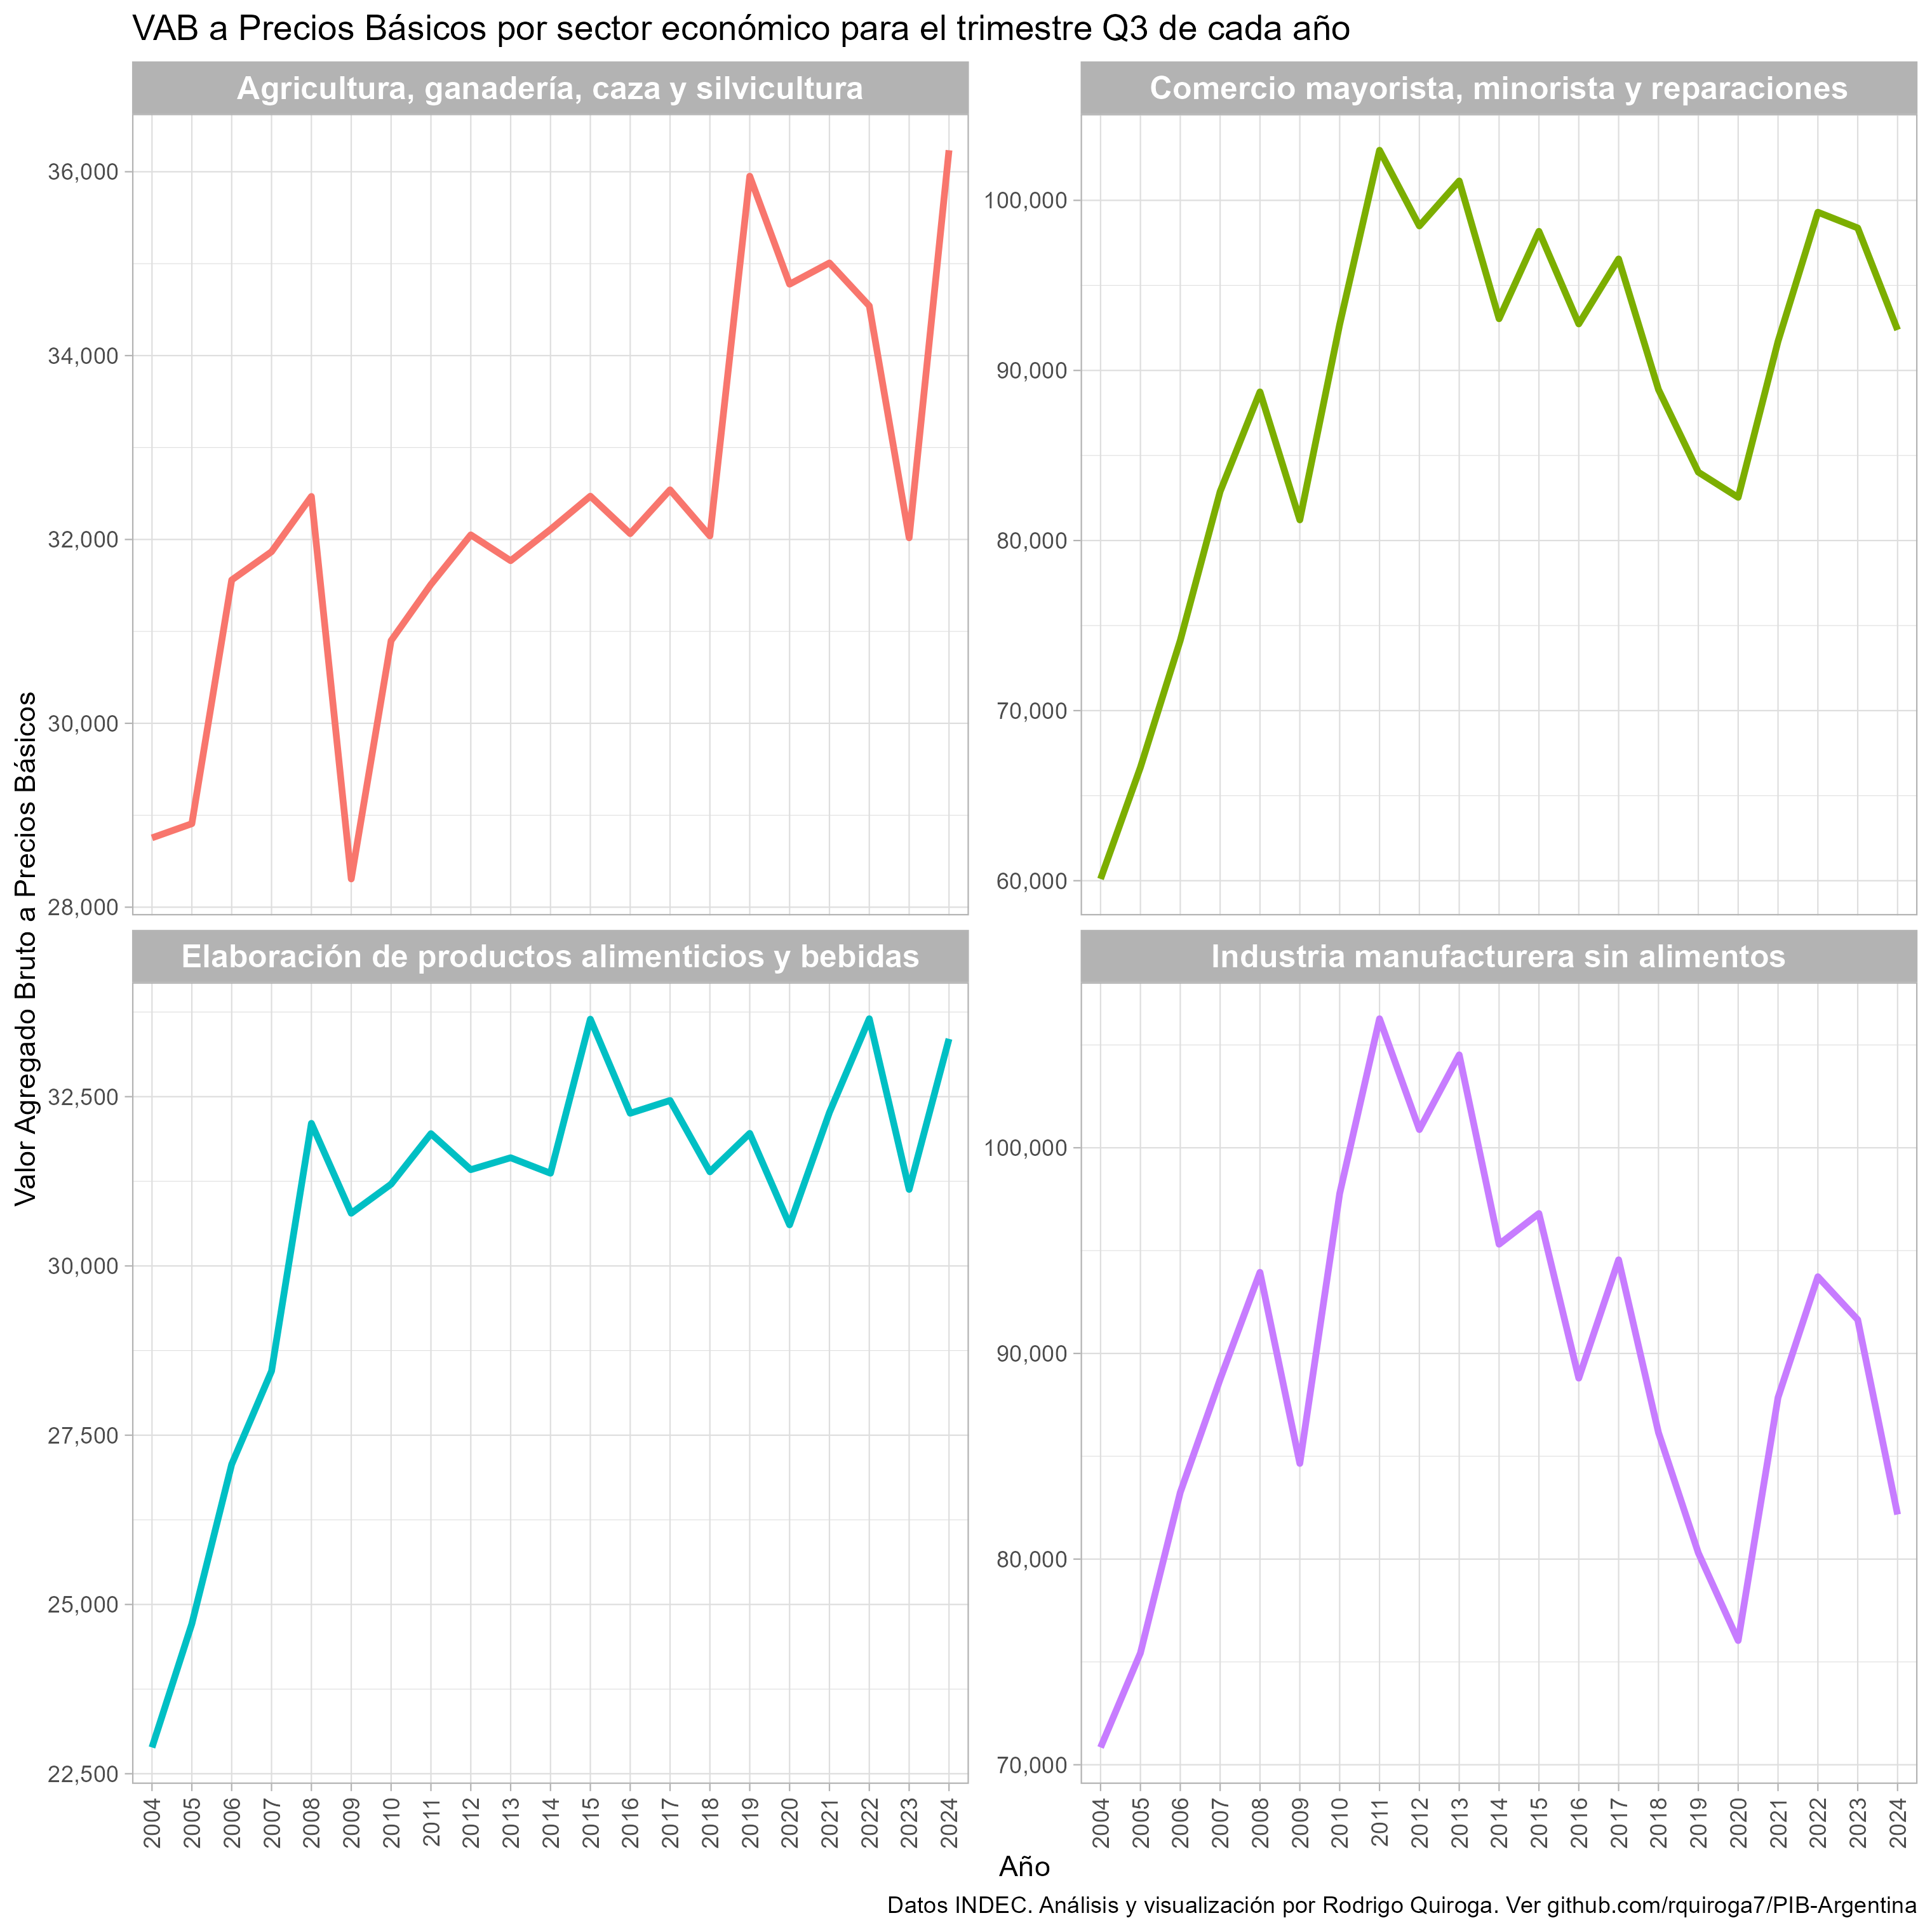 VAB a Precios Básicos por sector económico para el trimestre Q3 de cada año
Agricultura, ganadería, caza y silvicultura
36,000
34,000
32,000
30,000
28,000
Comercio mayorista, minorista y reparaciones
100,000
90,000
80,000
70,000
60,000
Valor Agregado Bruto a Precios Básicos
Elaboración de productos alimenticios y bebidas
32,500
30,000
27,500
25,000
22,500
2004 2005 2006 2007 2008 2009 2010 2011 2012 2013 2014 2015 2016 2017 2018 2019 2020 2021 2022 2023 2024
Industria manufacturera sin alimentos
100,000
90,000
80,000
70,000
2004 2005 2006 2007 2008 2009 2010 2011 2012 2013 2014 2015 2016 2017 2018 2019 2020 2021 2022 2023 2024
Año
Datos INDEC. Análisis y visualización por Rodrigo Quiroga. Ver github.com/rquiroga7/PIB-Argentina